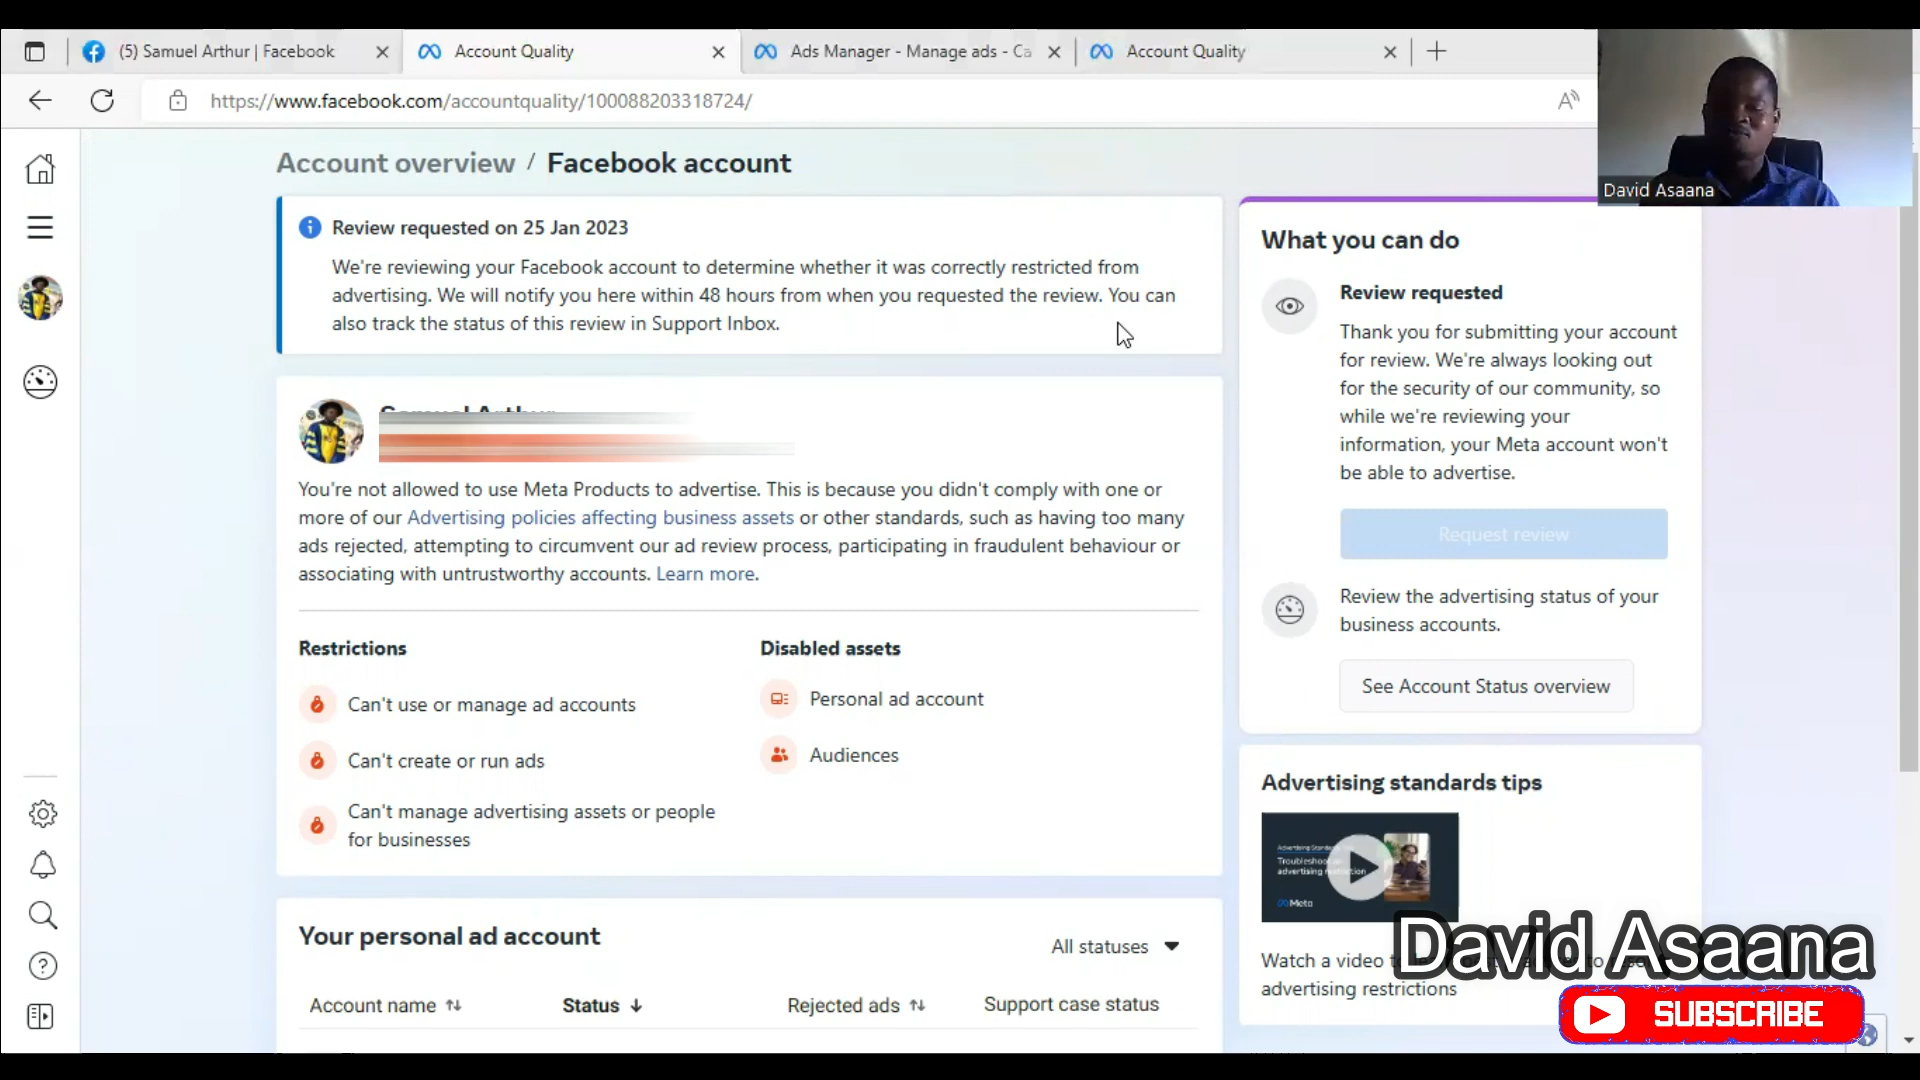 (5) Samuel Arthur | Facebook
Account Quality
Ads Manager - Manage ads - Ca
Account Quality
https://www.facebook.com/accountquality/100088203318724/
David Asaana
Account overview / Facebook account
Review requested on 25 Jan 2023
We're reviewing your Facebook account to determine whether it was correctly restricted from
advertising. We will notify you here within 48 hours from when you requested the review. You can
also track the status of this review in Support Inbox.
You're not allowed to use Meta Products to advertise. This is because you didn't comply with one or
more of our Advertising policies affecting business assets or other standards, such as having too many
ads rejected, attempting to circumvent our ad review process, participating in fraudulent behaviour or
associating with untrustworthy accounts. Learn more.
Restrictions
Can't use or manage ad accounts
Can't create or run ads
Can't manage advertising assets or people
for businesses
Disabled assets
Personal ad account
Audiences
Your personal ad account
All statuses
Account name
Status
Rejected ads
Support case status
What you can do
Review requested
Thank you for submitting your account
for review. We're always looking out
for the security of our community, so
while we're reviewing your
information, your Meta account won't
be able to advertise.
Request review
Review the advertising status of your
business accounts.
See Account Status overview
Advertising standards tips
Meta
Watch a video
advertising restrictions
David Asaana
SUBSCRIBE